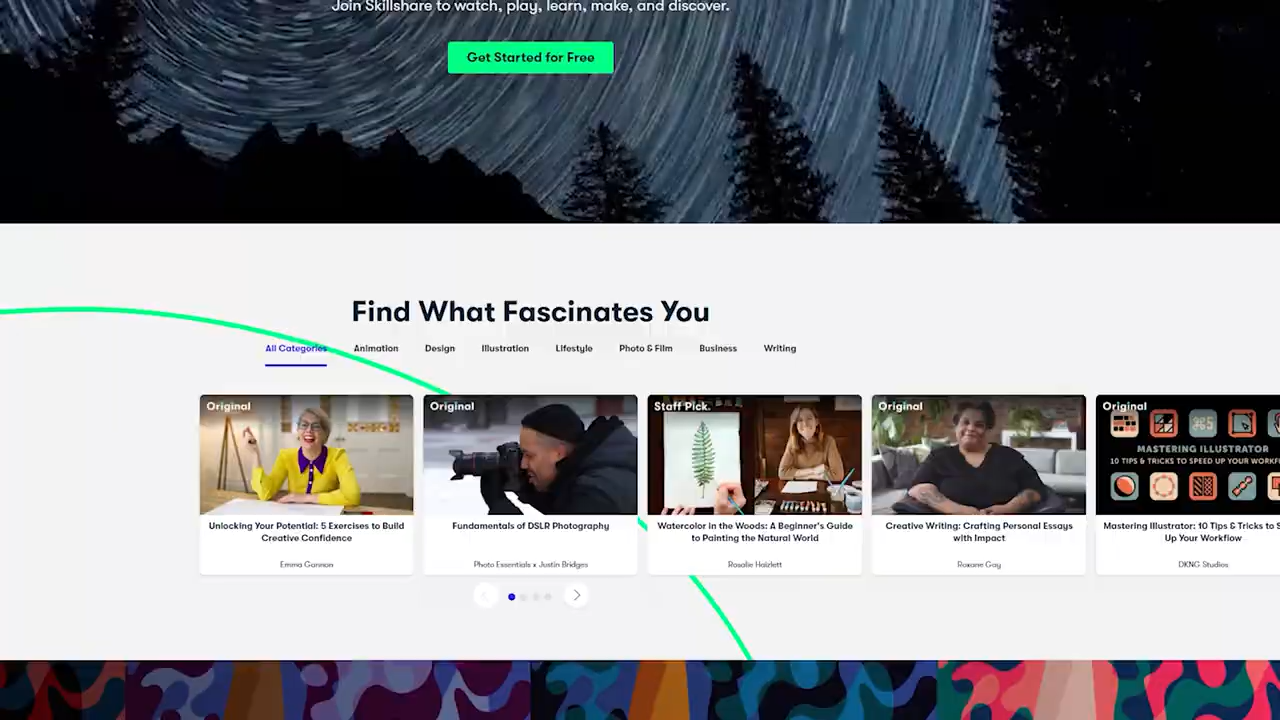 Join Skillshare to watch, play, learn, make, and discover.
Get Started for Free
Find What Fascinates You
All Categories
Animation
Design
Illustration
Lifestyle
Photo & Film
Business
Writing
Original
Original
Staff Pick.
Original
Original
MASTERING ILLUSTRATOR
10 TIPS & TRICKS TO SPEED UP YOUR WORKFL
Unlocking Your Potential: 5 Exercises to Build
Creative Confidence
Emma Gannon
Fundamentals of DSLR Photography
Photo Essentials x Justin Bridges
Watercolor in the Woods: A Beginner's Guide
to Painting the Natural World
Rosalie Haizlett
Creative Writing: Crafting Personal Essays
with Impact
Roxane Gay
Mastering Illustrator: 10 Tips & Tricks to S
Up Your Workflow
DKNG Studios